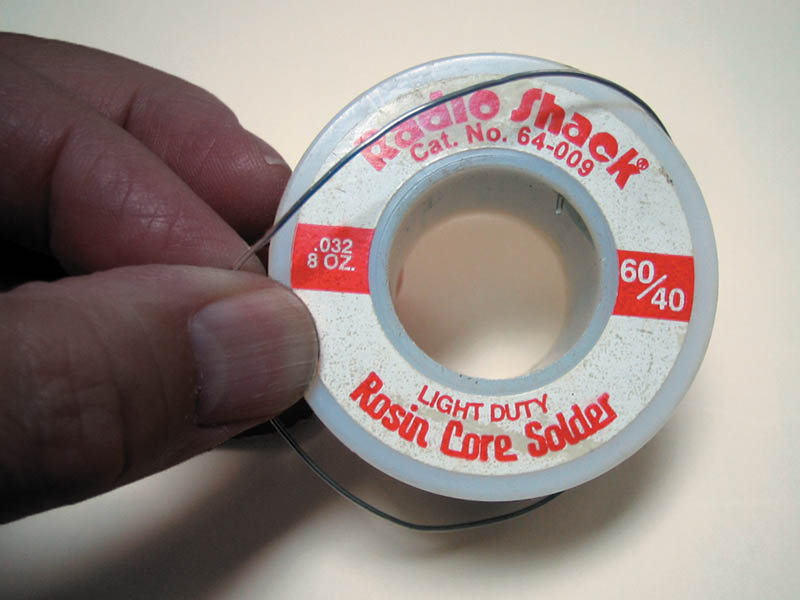 Radio Shack®
Cat. No. 64-009
.032
8 OZ.
60/40
LIGHT DUTY
Rosin Core Solder